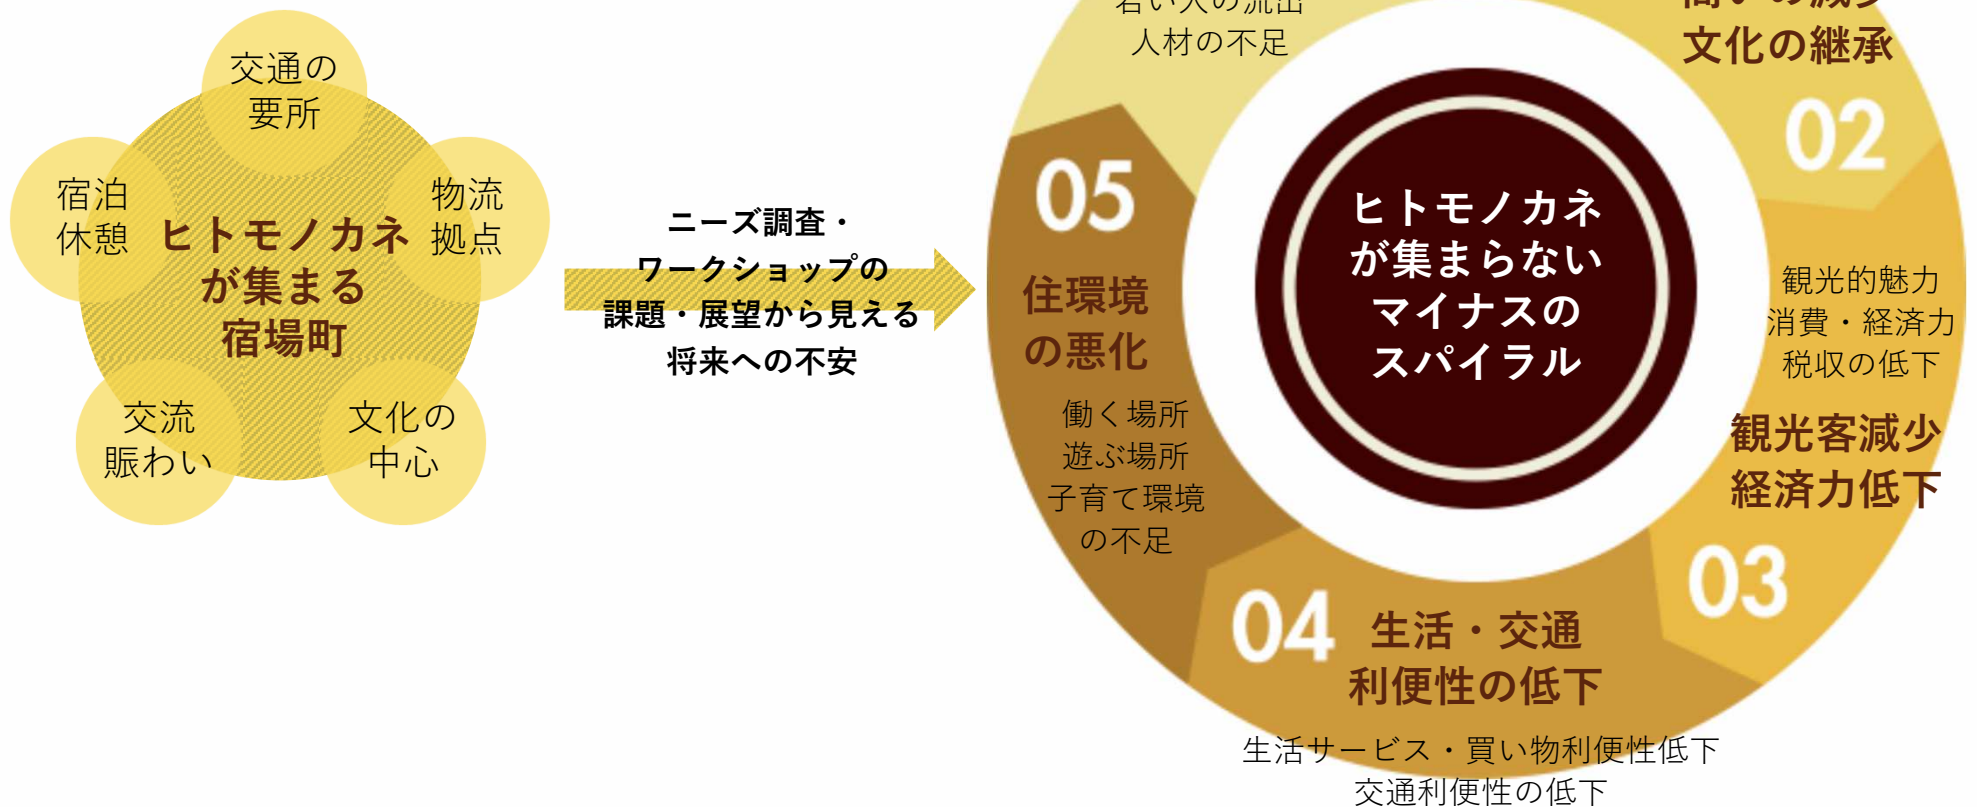 交通の
要所
宿泊
休憩
物流
拠点
ヒトモノカネ
が集まる
宿場町
交流
賑わい
文化の
中心
ニーズ調査・
ワークショップの
課題・展望から見える
将来への不安
若い人の流出
人材の不足
文化の継承
02
観光的魅力
消費・経済力
税収の低下
観光客減少
経済力低下
03
04
生活・交通
利便性の低下
生活サービス・買い物利便性低下
交通利便性の低下
05
住環境
の悪化
働く場所
遊ぶ場所
子育て環境
の不足
ヒトモノカネ
が集まらない
マイナスの
スパイラル